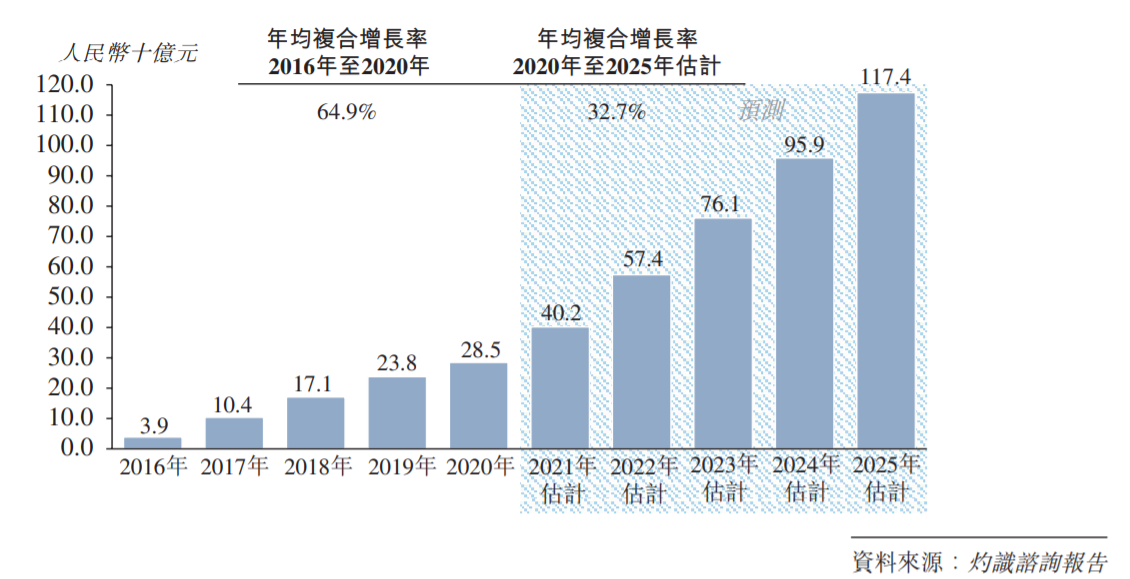 人民幣十億元
年均複合增長率
2016年至2020年
年均複合增長率
2020年至2025年估計
64.9%
32.7%
預測
120.0
110.0
100.0
90.0
80.0
70.0
60.0
50.0
40.0
30.0
20.0
10.0
0.0
3.9
10.4
17.1
23.8
28.5
40.2
57.4
76.1
95.9
117.4
2016年
2017年
2018年
2019年
2020年
2021年
估計
2022年
估計
2023年
估計
2024年
估計
2025年
估計
資料來源：灼識諮詢報告